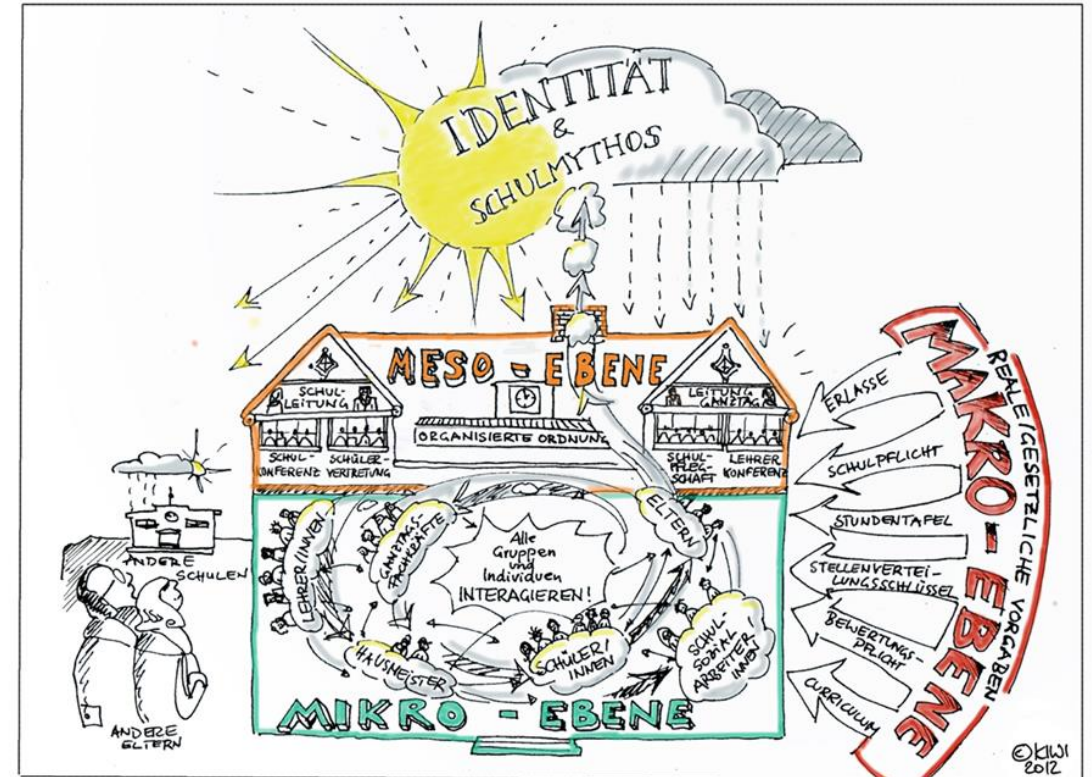 IDENTITÄT
&
SCHULMYTHOS
MESO - EBENE
SCHUL-
LEITUNG
SCHUL-
KONFERENZ
SCHÜLER-
VERTRETUNG
ORGANISIERTE ORDNUNG
LEITUNG
GANZTAG
SCHUL-
PFLEG-
SCHAFT
LEHRER
KONFERENZ
LEHRER/INNEN
GANZTAGS-
FACHKRÄFTE
Alle
Gruppen
und
Individuen
INTERAGIEREN!
ELTERN
HAUSMEISTER
SCHÜLER/
INNEN
SCHUL-
SOZIAL
ARBEITER/
INNEN
MIKRO - EBENE
ANDERE
SCHULEN
ANDERE
ELTERN
ERLASSE
SCHULPFLICHT
STUNDENTAFEL
STELLENVERTEI-
LUNGSSCHLÜSSEL
BEWERTUNGS-
PFLICHT
CURRICULUM
MAKRO - EBENE
REALE GESETZLICHE VORGABEN
©KIWI
2012